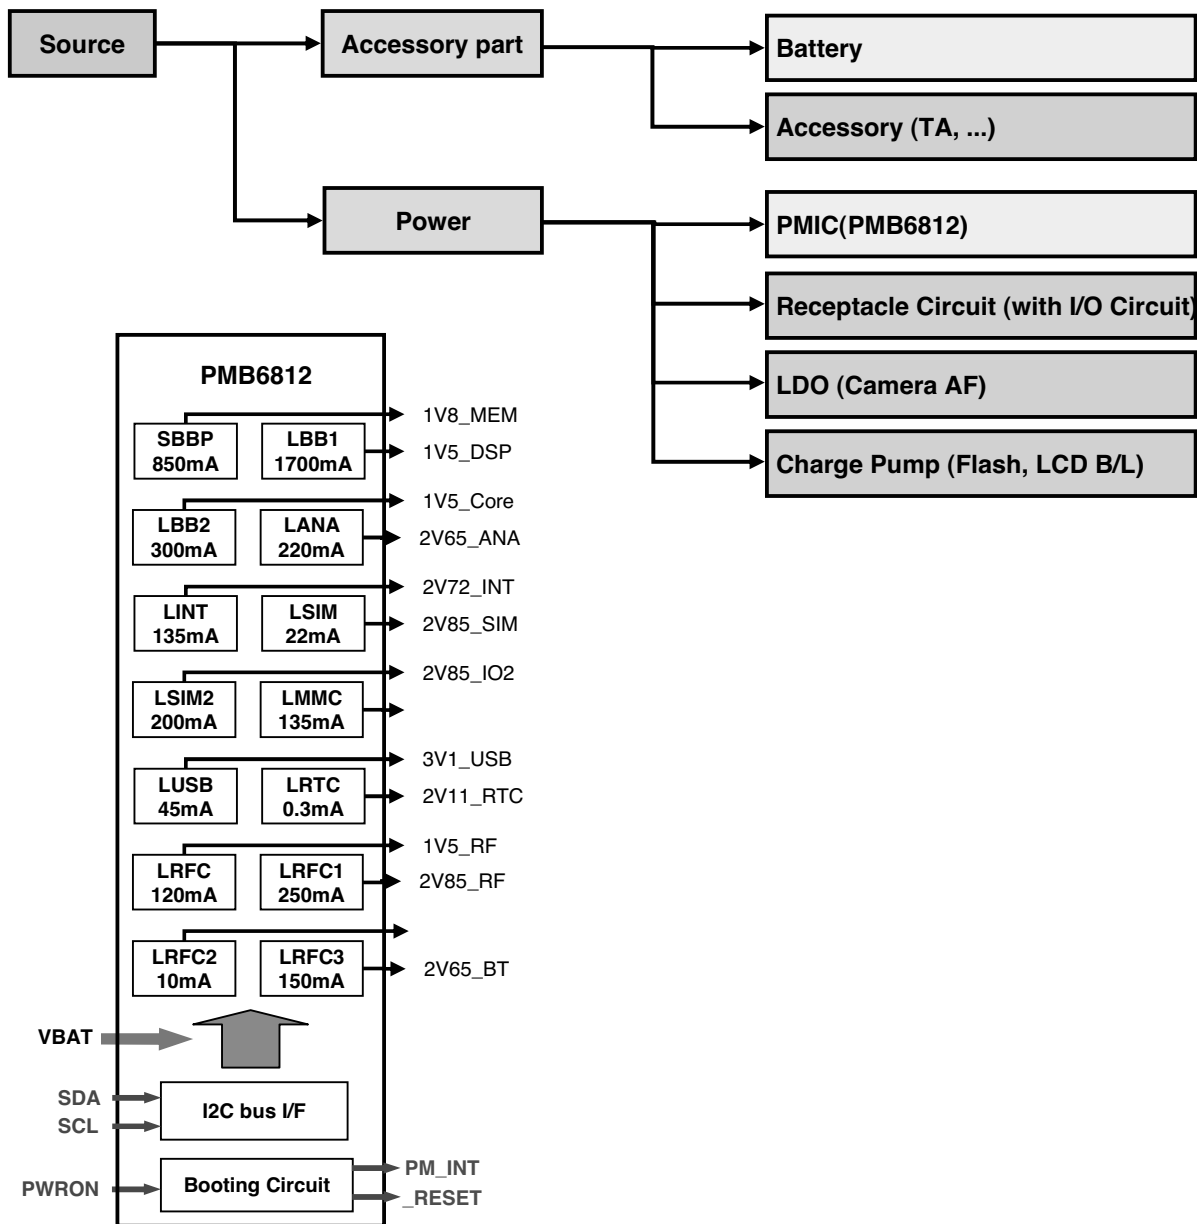 Source
Accessory part
Battery
Accessory (TA, ...)
Power
PMIC(PMB6812)
Receptacle Circuit (with I/O Circuit)
LDO (Camera AF)
Charge Pump (Flash, LCD B/L)
PMB6812
1V8_MEM
SBBP
850mA
LBB1
1700mA
1V5_DSP
1V5_Core
LBB2
300mA
LANA
220mA
2V65_ANA
2V72_INT
LINT
135mA
LSIM
22mA
2V85_SIM
2V85_IO2
LSIM2
200mA
LMMC
135mA
3V1_USB
LUSB
45mA
LRTC
0.3mA
2V11_RTC
1V5_RF
LRFC
120mA
LRFC1
250mA
2V85_RF
LRFC2
10mA
LRFC3
150mA
2V65_BT
VBAT
SDA
SCL
I2C bus I/F
PWRON
Booting Circuit
PM_INT
_RESET